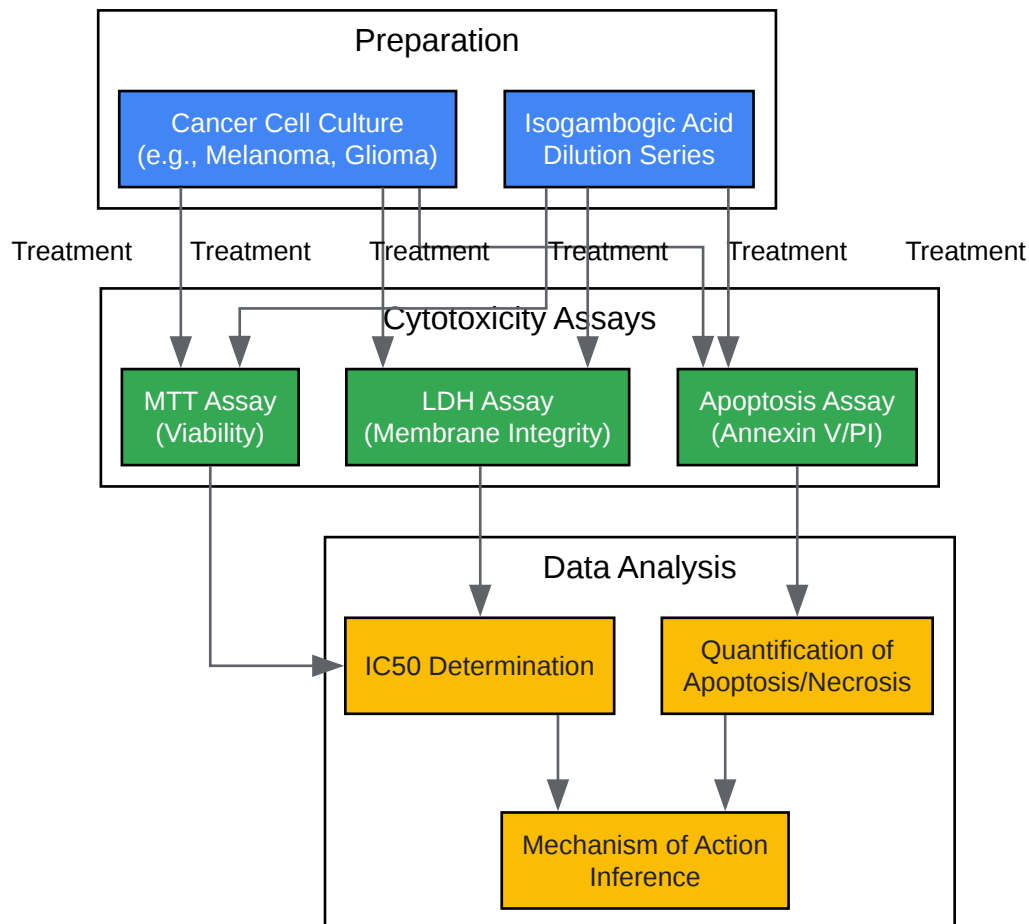 Preparation
Cancer Cell Culture
(e.g., Melanoma, Glioma)
Isogambogic Acid
Dilution Series
Treatment
Treatment
Treatment
Treatment
Treatment
Treatment
Cytotoxicity Assays
MTT Assay
(Viability)
LDH Assay
(Membrane Integrity)
Apoptosis Assay
(Annexin V/PI)
Data Analysis
IC50 Determination
Quantification of
Apoptosis/Necrosis
Mechanism of Action
Inference